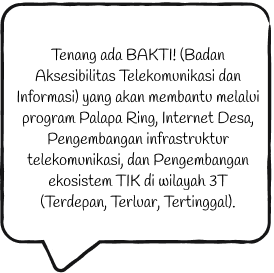 Tenang ada BAKTI! (Badan
Aksesibilitas Telekomunikasi dan
Informasi) yang akan membantu melalui
program Palapa Ring, Internet Desa,
Pengembangan infrastruktur
telekomunikasi, dan Pengembangan
ekosistem TIK di wilayah 3T
(Terdepan, Terluar, Tertinggal).